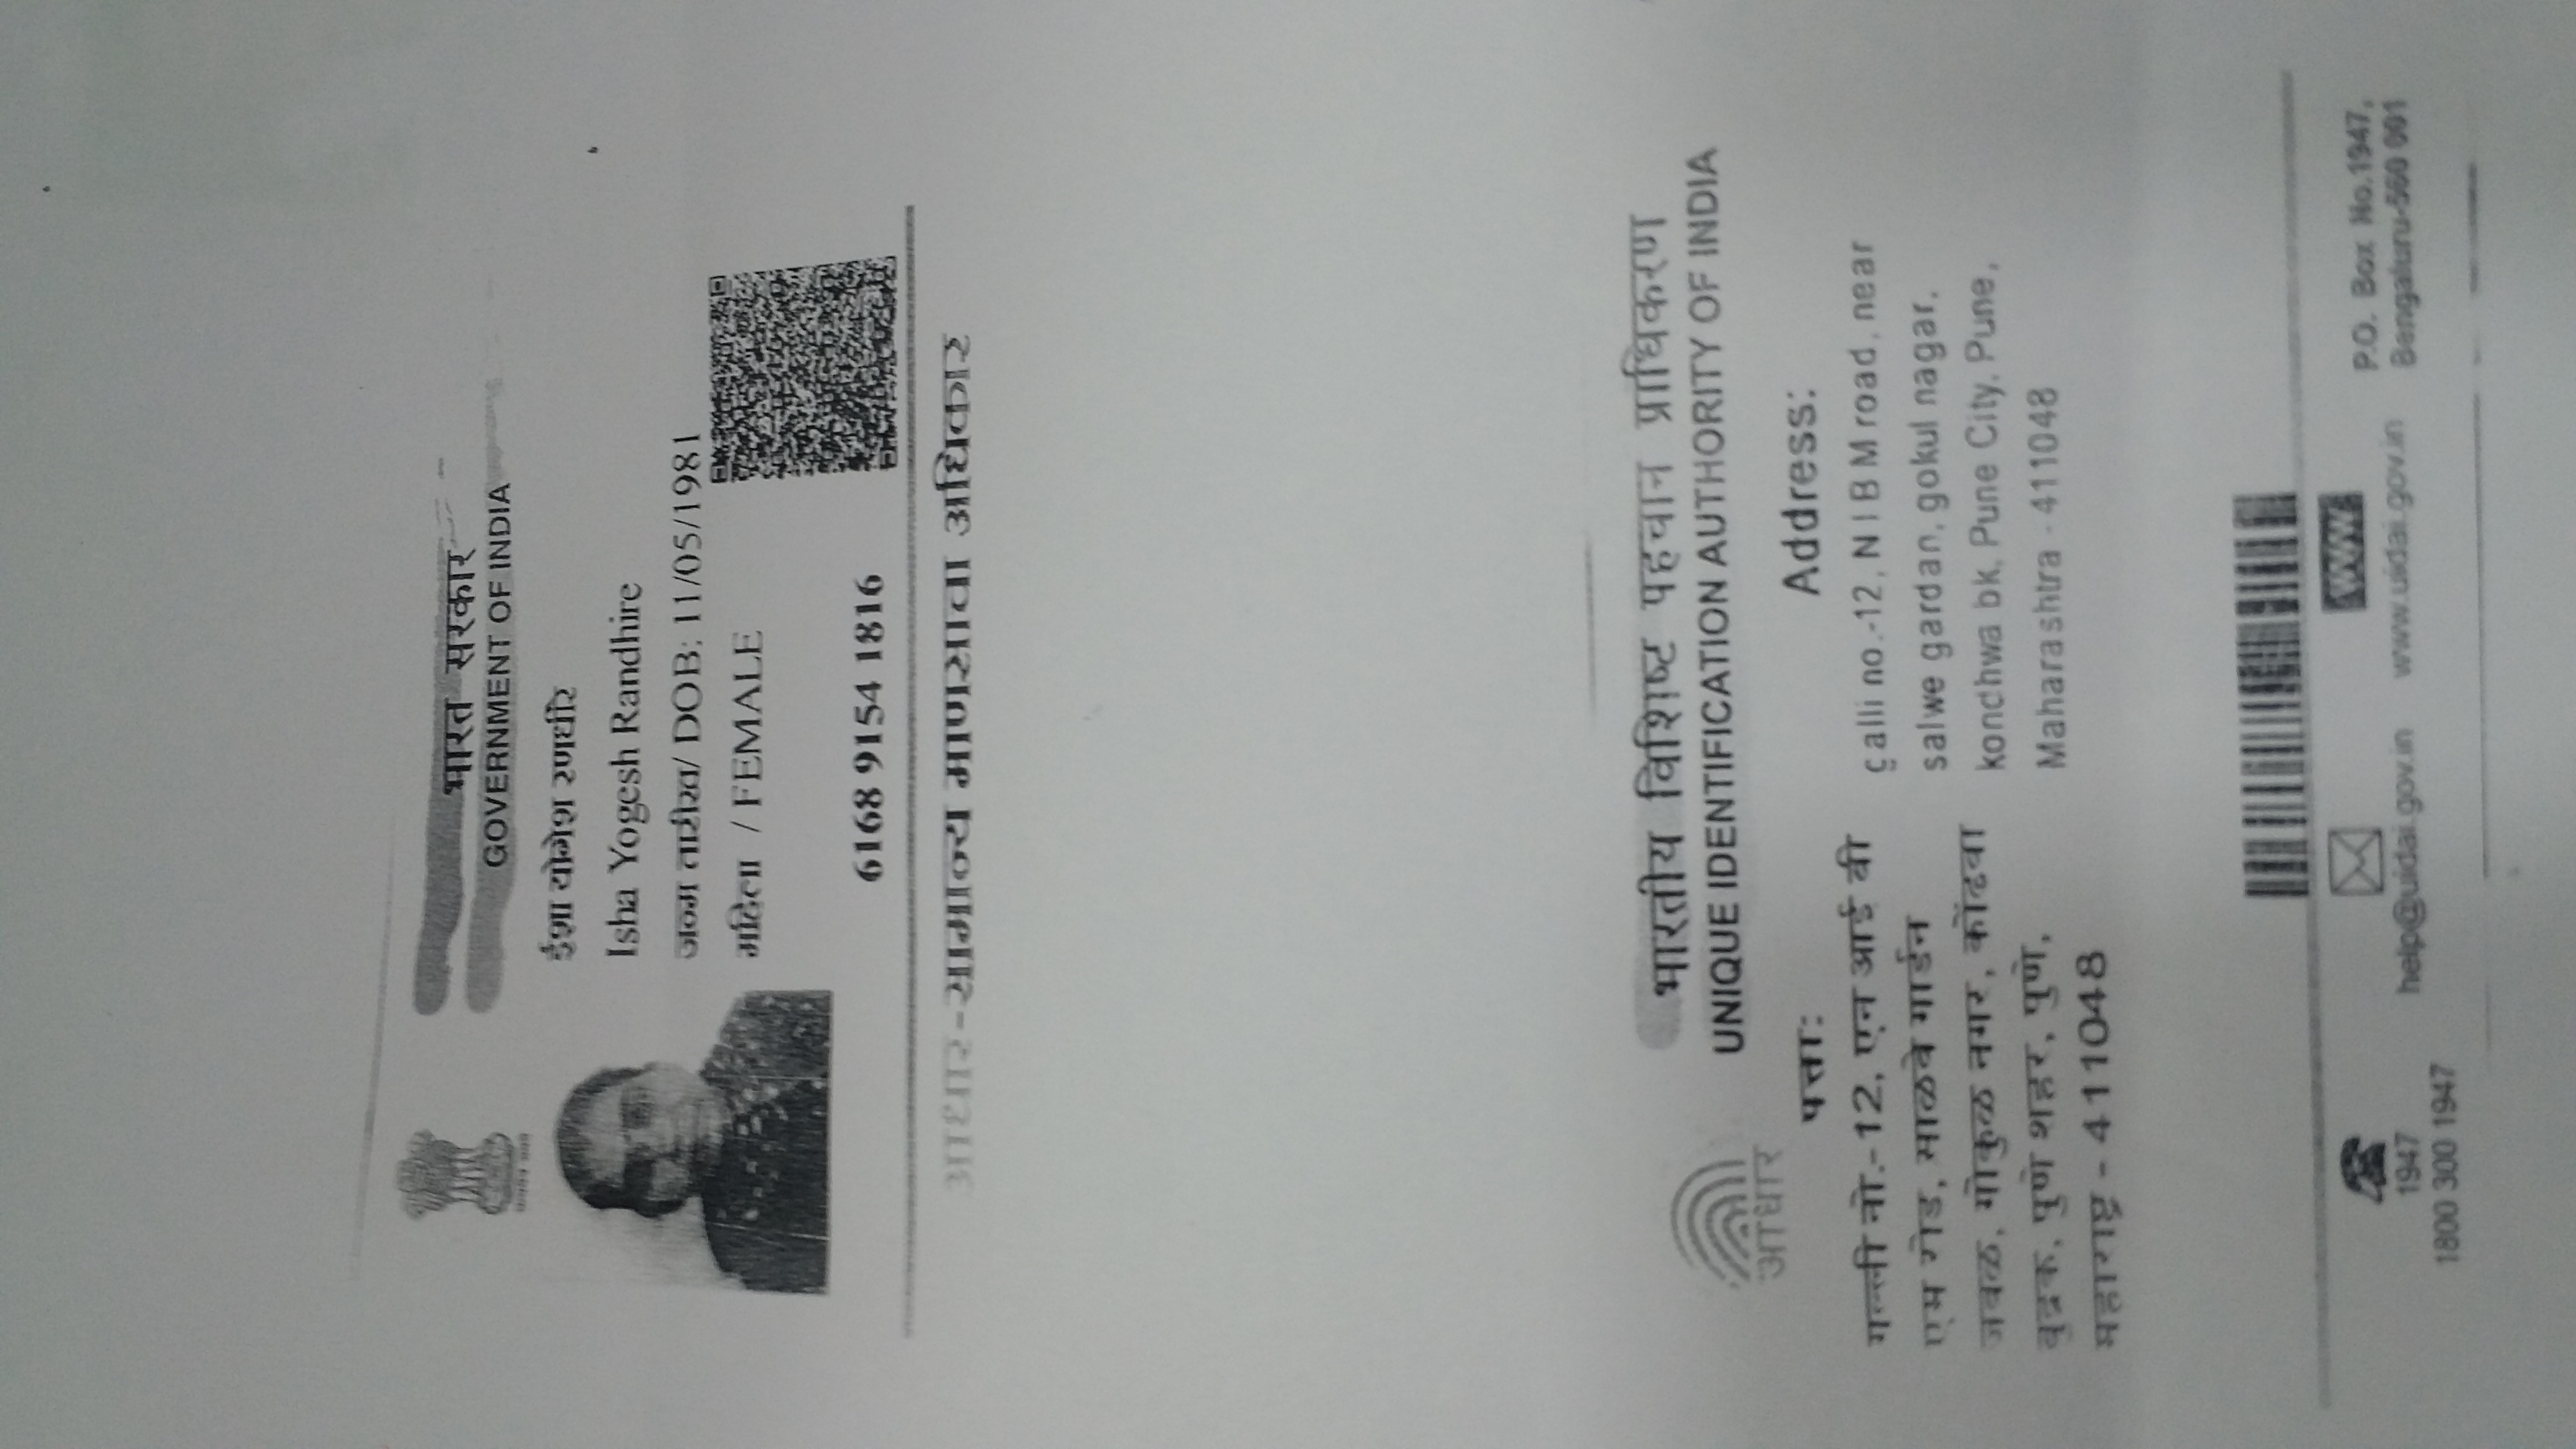 भारत सरकार
GOVERNMENT OF INDIA
ईशा योगेश रणधीरे
Isha Yogesh Randhire
जन्म तारीख/ DOB: 11/05/1981
महिला / FEMALE
6168 9154 1816
आधार-सामान्य माणसाचा अधिकार
भारतीय विशिष्ट पहचान प्राधिकरण
UNIQUE IDENTIFICATION AUTHORITY OF INDIA
आधार
पत्ता:
गल्ली नो.-12, एन आई बी
एम रोड, साळवे गार्डन
जवळ, गोकुळ नगर, कोंढवा
बुद्रक, पुणे शहर, पुणे,
महाराष्ट्र - 411048
Address:
galli no.-12, N I B M road, near
salwe gardan, gokul nagar,
kondhwa bk, Pune City, Pune,
Maharashtra - 411048
1947
1800 300 1947
help@uidai.gov.in
www
www.uidai.gov.in
P.O. Box No.1947,
Bengaluru-560 001